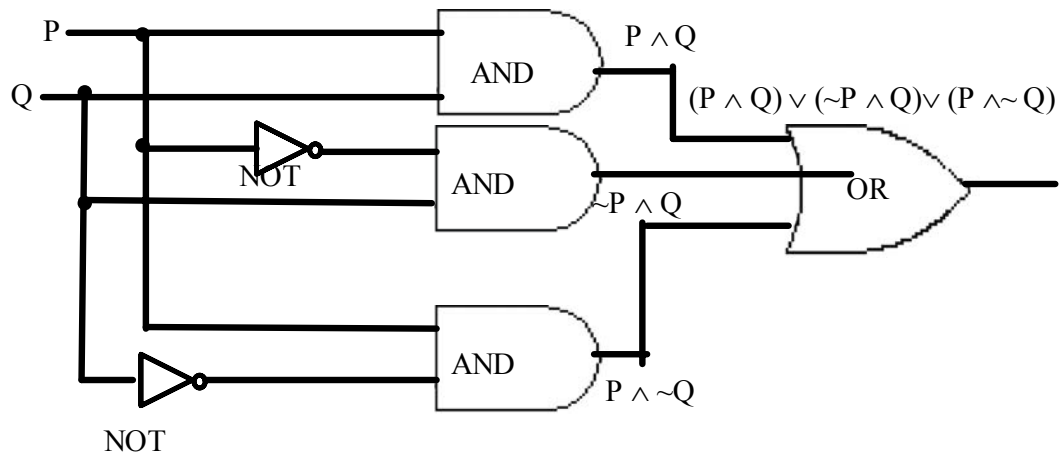 P
P ∧ Q
AND
Q
(P ∧ Q) ∨ (~P ∧ Q)∨ (P ∧~ Q)
NOT
AND
OR
~P ∧ Q
AND
P ∧ ~Q
NOT